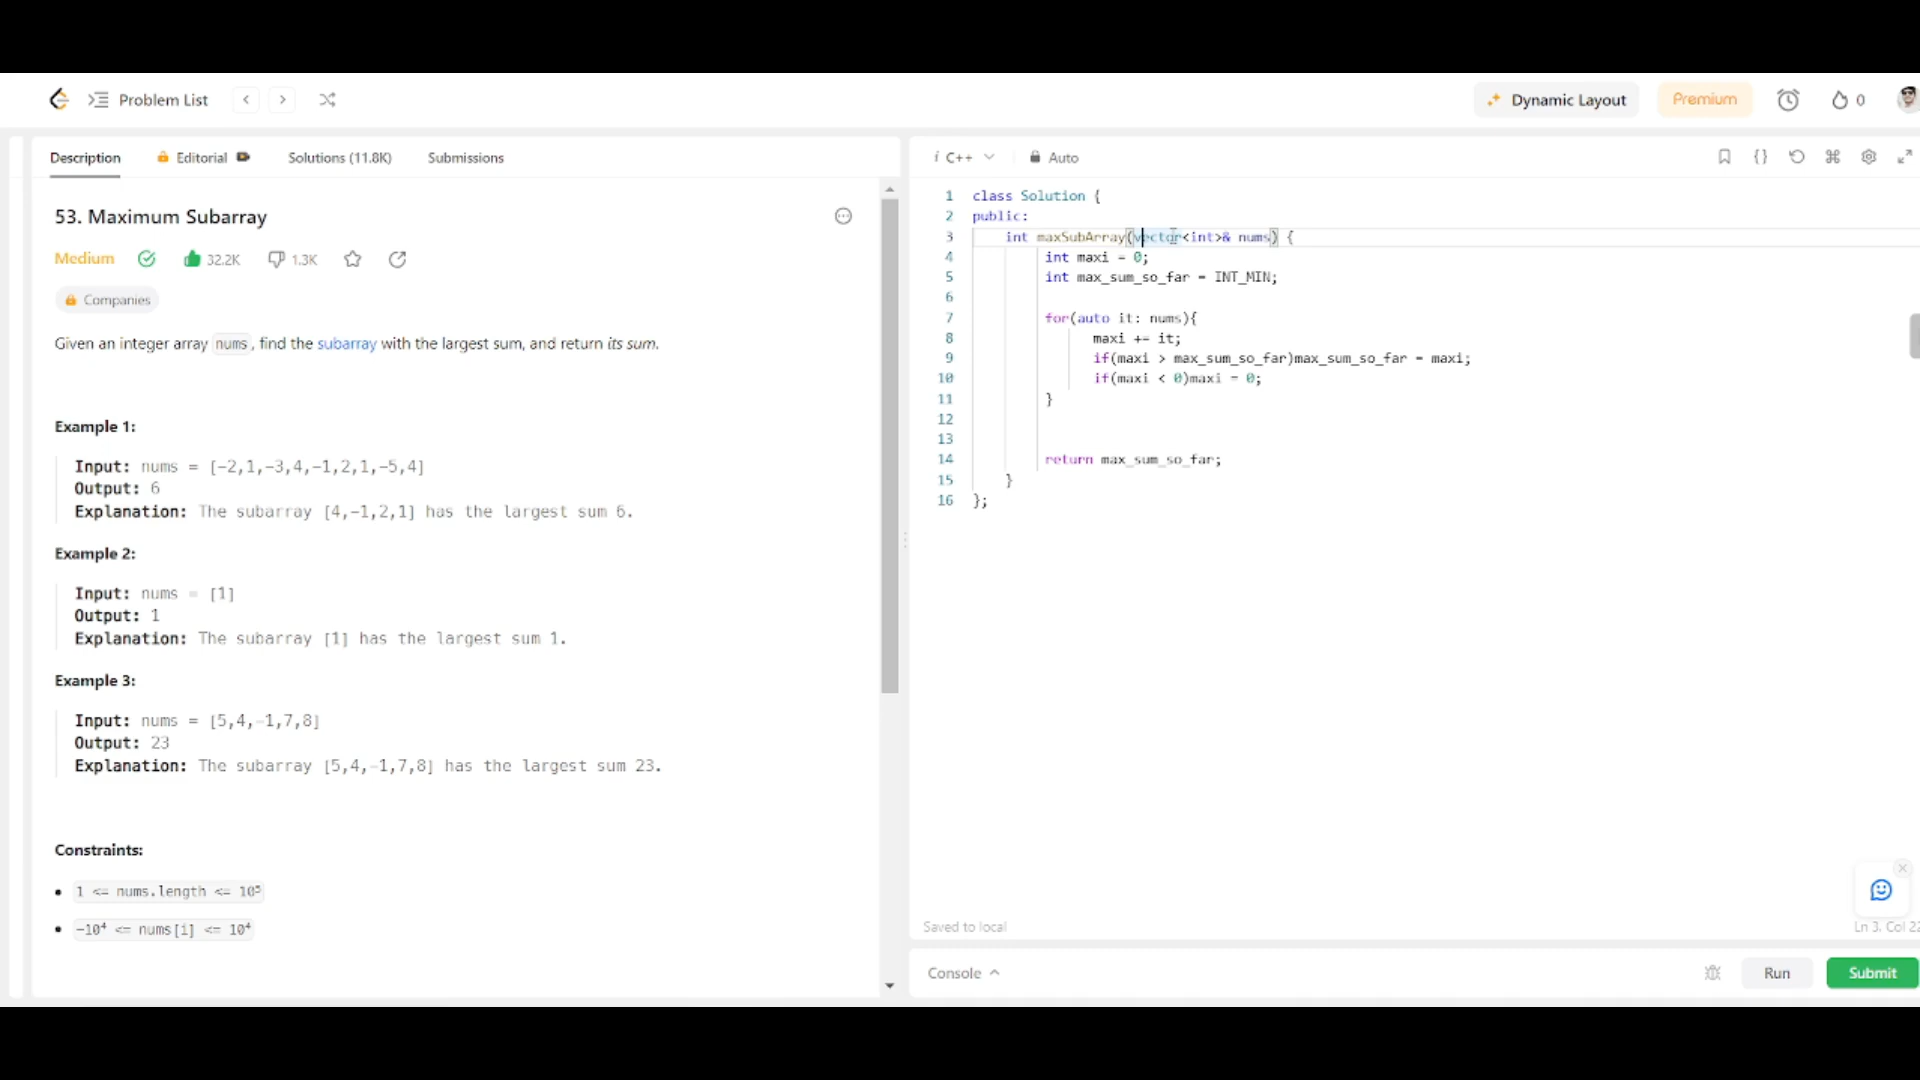 Problem List
Dynamic Layout
Premium
0
Description
Editorial
Solutions (11.8K)
Submissions
53. Maximum Subarray
Medium
32.2K
1.3K
Companies
Given an integer array nums, find the subarray with the largest sum, and return its sum.
Example 1:
Input: nums = [-2,1,-3,4,-1,2,1,-5,4]
Output: 6
Explanation: The subarray [4,-1,2,1] has the largest sum 6.
Example 2:
Input: nums = [1]
Output: 1
Explanation: The subarray [1] has the largest sum 1.
Example 3:
Input: nums = [5,4,-1,7,8]
Output: 23
Explanation: The subarray [5,4,-1,7,8] has the largest sum 23.
Constraints:
• 1 <= nums.length <= 10⁵
• -10⁴ <= nums[i] <= 10⁴
i C++
Auto
1 class Solution {
2 public:
3 int maxSubArray(vector<int>& nums) {
4 int maxi = 0;
5 int max_sum_so_far = INT_MIN;
6
7 for(auto it: nums){
8 maxi += it;
9 if(maxi > max_sum_so_far)max_sum_so_far = maxi;
10 if(maxi < 0)maxi = 0;
11 }
12
13
14 return max_sum_so_far;
15 }
16 };
Saved to local
Ln 3, Col 22
Console
Run
Submit